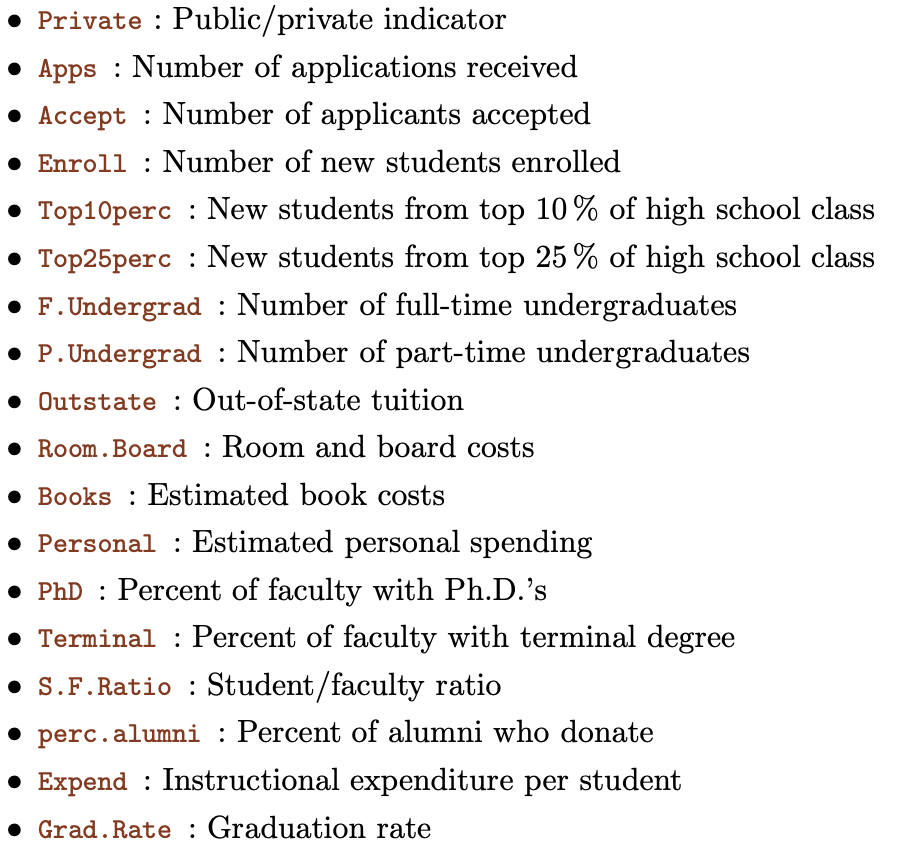 • Private : Public/private indicator
• Apps : Number of applications received
• Accept : Number of applicants accepted
• Enroll : Number of new students enrolled
• Top10perc : New students from top 10 % of high school class
• Top25perc : New students from top 25 % of high school class
• F.Undergrad : Number of full-time undergraduates
• P.Undergrad : Number of part-time undergraduates
• Outstate : Out-of-state tuition
• Room.Board : Room and board costs
• Books : Estimated book costs
• Personal : Estimated personal spending
• PhD : Percent of faculty with Ph.D.’s
• Terminal : Percent of faculty with terminal degree
• S.F.Ratio : Student/faculty ratio
• perc.alumni : Percent of alumni who donate
• Expend : Instructional expenditure per student
• Grad.Rate : Graduation rate